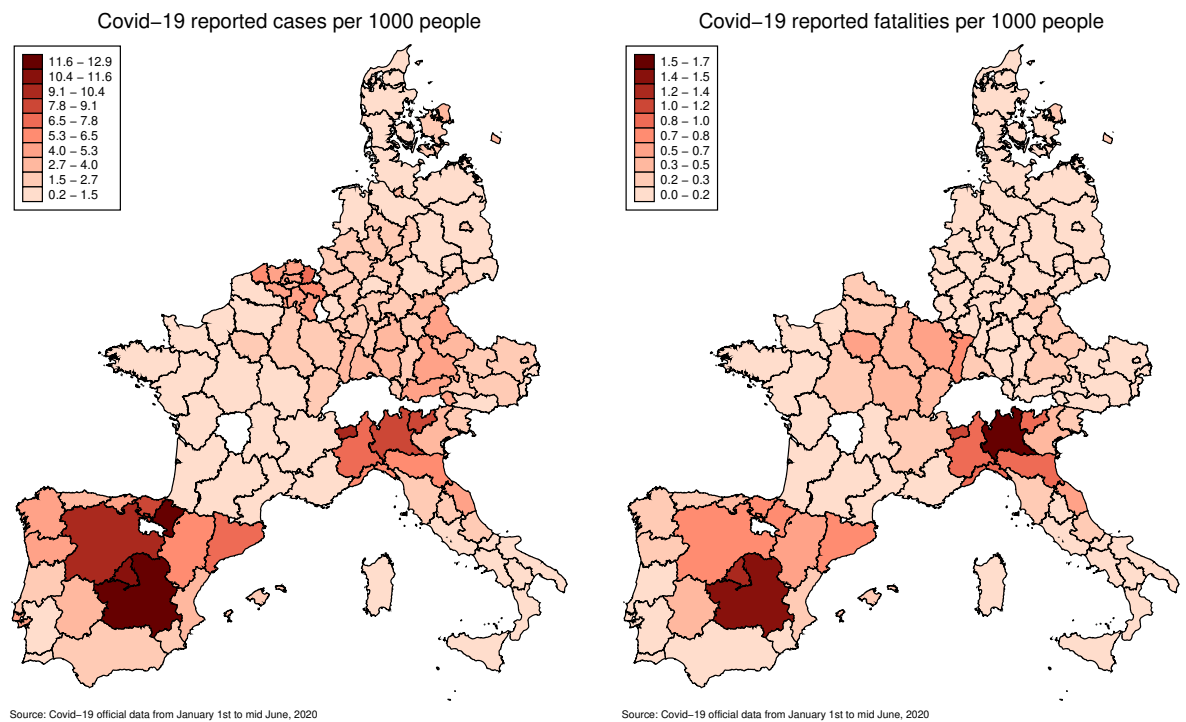 Covid−19 reported cases per 1000 people
11.6 − 12.9
10.4 − 11.6
9.1 − 10.4
7.8 − 9.1
6.5 − 7.8
5.3 − 6.5
4.0 − 5.3
2.7 − 4.0
1.5 − 2.7
0.2 − 1.5
Source: Covid−19 official data from January 1st to mid June, 2020
Covid−19 reported fatalities per 1000 people
1.5 − 1.7
1.4 − 1.5
1.2 − 1.4
1.0 − 1.2
0.8 − 1.0
0.7 − 0.8
0.5 − 0.7
0.3 − 0.5
0.2 − 0.3
0.0 − 0.2
Source: Covid−19 official data from January 1st to mid June, 2020